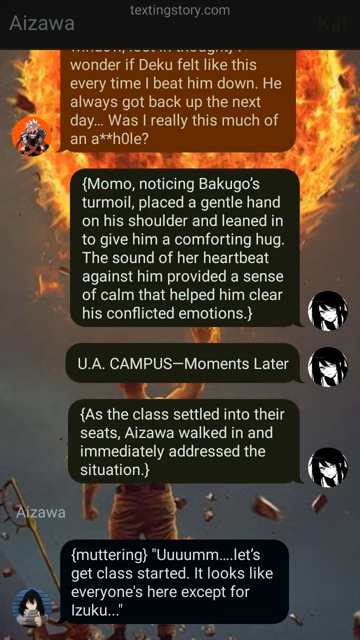 textingstory.com
Aizawa
Kai
wonder if Deku felt like this
every time I beat him down. He
always got back up the next
day... Was I really this much of
an a**h0le?
{Momo, noticing Bakugo’s
turmoil, placed a gentle hand
on his shoulder and leaned in
to give him a comforting hug.
The sound of her heartbeat
against him provided a sense
of calm that helped him clear
his conflicted emotions.}
U.A. CAMPUS—Moments Later
{As the class settled into their
seats, Aizawa walked in and
immediately addressed the
situation.}
Aizawa
{muttering} "Uuuumm....let’s
get class started. It looks like
everyone's here except for
Izuku..."